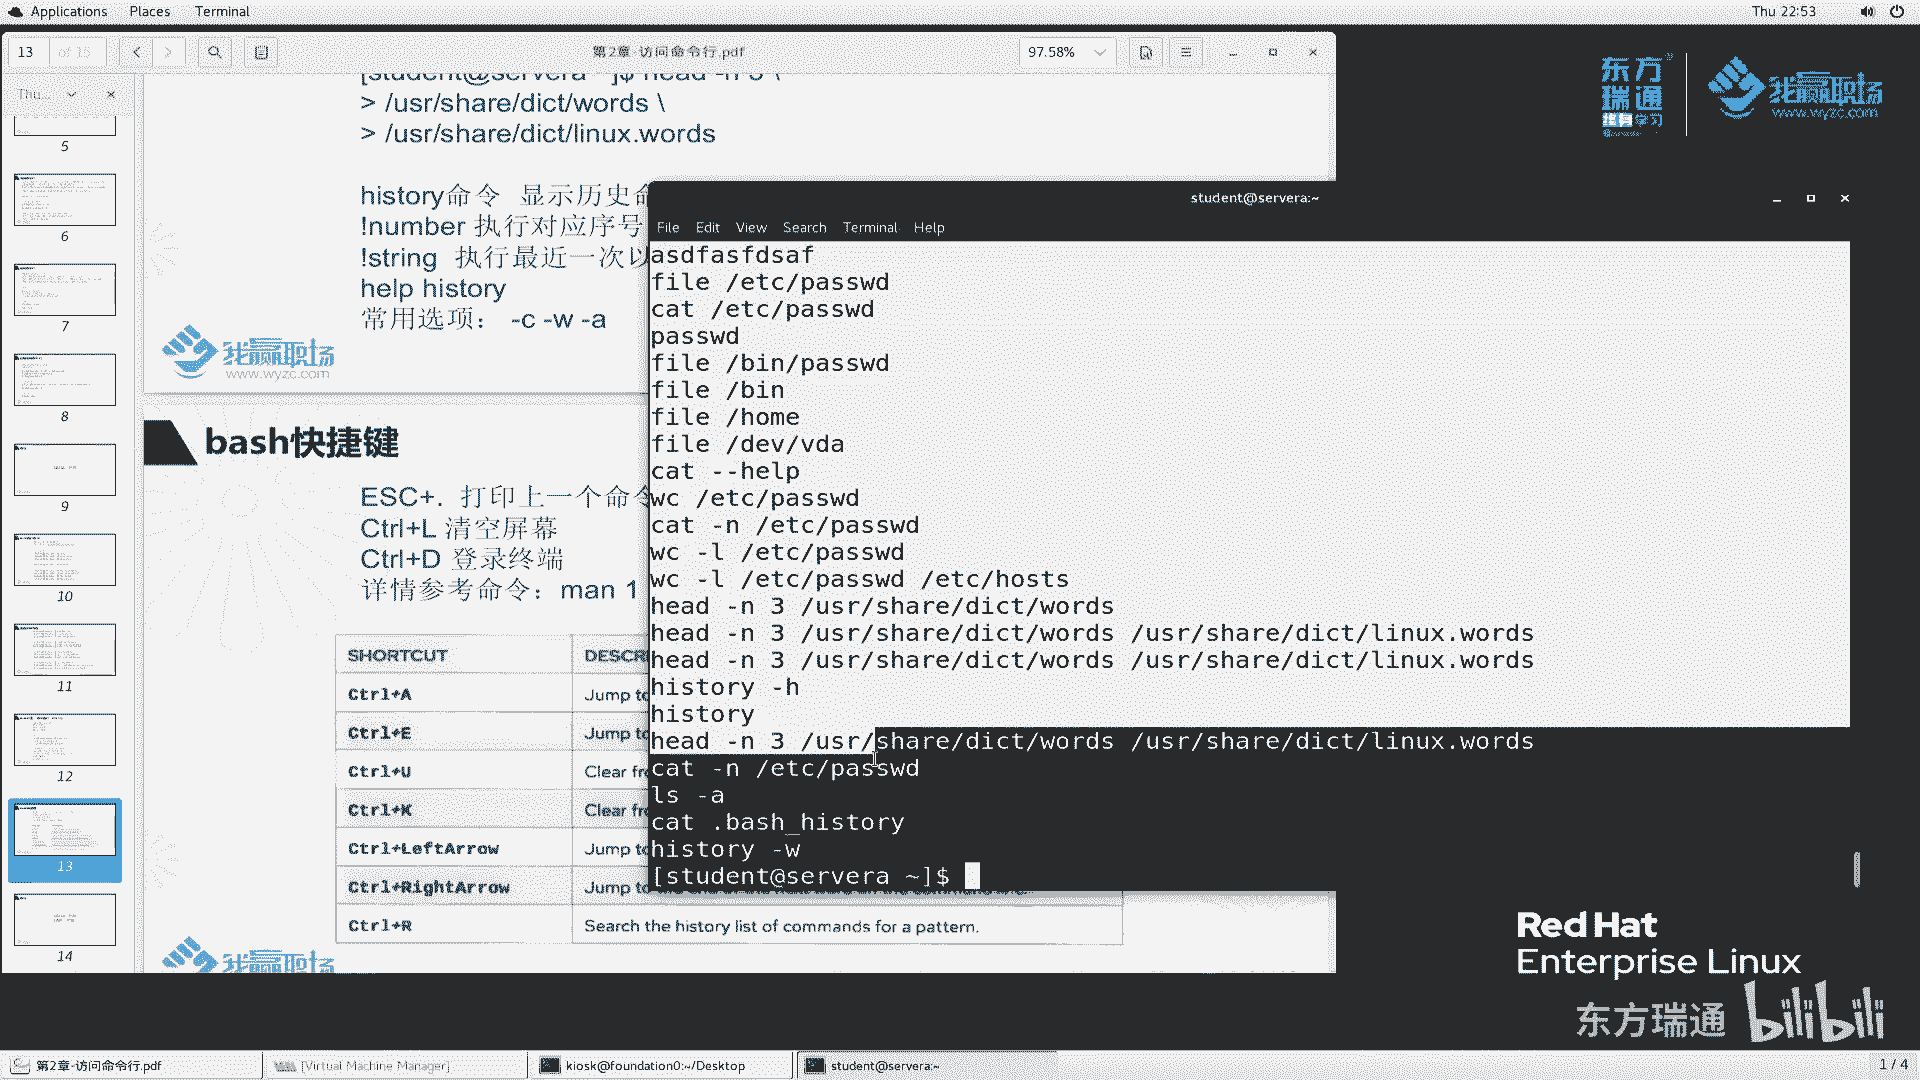 Applications Places Terminal Thu 22:53
13 of 15 第2章-访问命令行.pdf 97.58%
Thu...
5
6
7
8
9
10
11
12
13
14
> /usr/share/dict/words \
> /usr/share/dict/linux.words
history命令 显示历史命
!number 执行对应序号
!string 执行最近一次以
help history
常用选项： -c -w -a
我赢职场
www.wyzc.com
bash快捷键
ESC+. 打印上一个命令
Ctrl+L 清空屏幕
Ctrl+D 登录终端
详情参考命令：man 1
SHORTCUT DESCR
Ctrl+A Jump to
Ctrl+E Jump to
Ctrl+U Clear fr
Ctrl+K Clear fr
Ctrl+LeftArrow Jump to
Ctrl+RightArrow Jump to
Ctrl+R Search the history list of commands for a pattern.
我赢职场
student@servera:~
File Edit View Search Terminal Help
asdfasfdsaf
file /etc/passwd
cat /etc/passwd
passwd
file /bin/passwd
file /bin
file /home
file /dev/vda
cat --help
wc /etc/passwd
cat -n /etc/passwd
wc -l /etc/passwd
wc -l /etc/passwd /etc/hosts
head -n 3 /usr/share/dict/words
head -n 3 /usr/share/dict/words /usr/share/dict/linux.words
head -n 3 /usr/share/dict/words /usr/share/dict/linux.words
history -h
history
head -n 3 /usr/share/dict/words /usr/share/dict/linux.words
cat -n /etc/passwd
ls -a
cat .bash_history
history -w
[student@servera ~]$
东方
瑞通
终身学习
我赢职场
www.wyzc.com
Red Hat
Enterprise Linux
东方瑞通 bilibili
第2章-访问命令行.pdf [Virtual Machine Manager] kiosk@foundation0:~/Desktop student@servera:~ 1 / 4